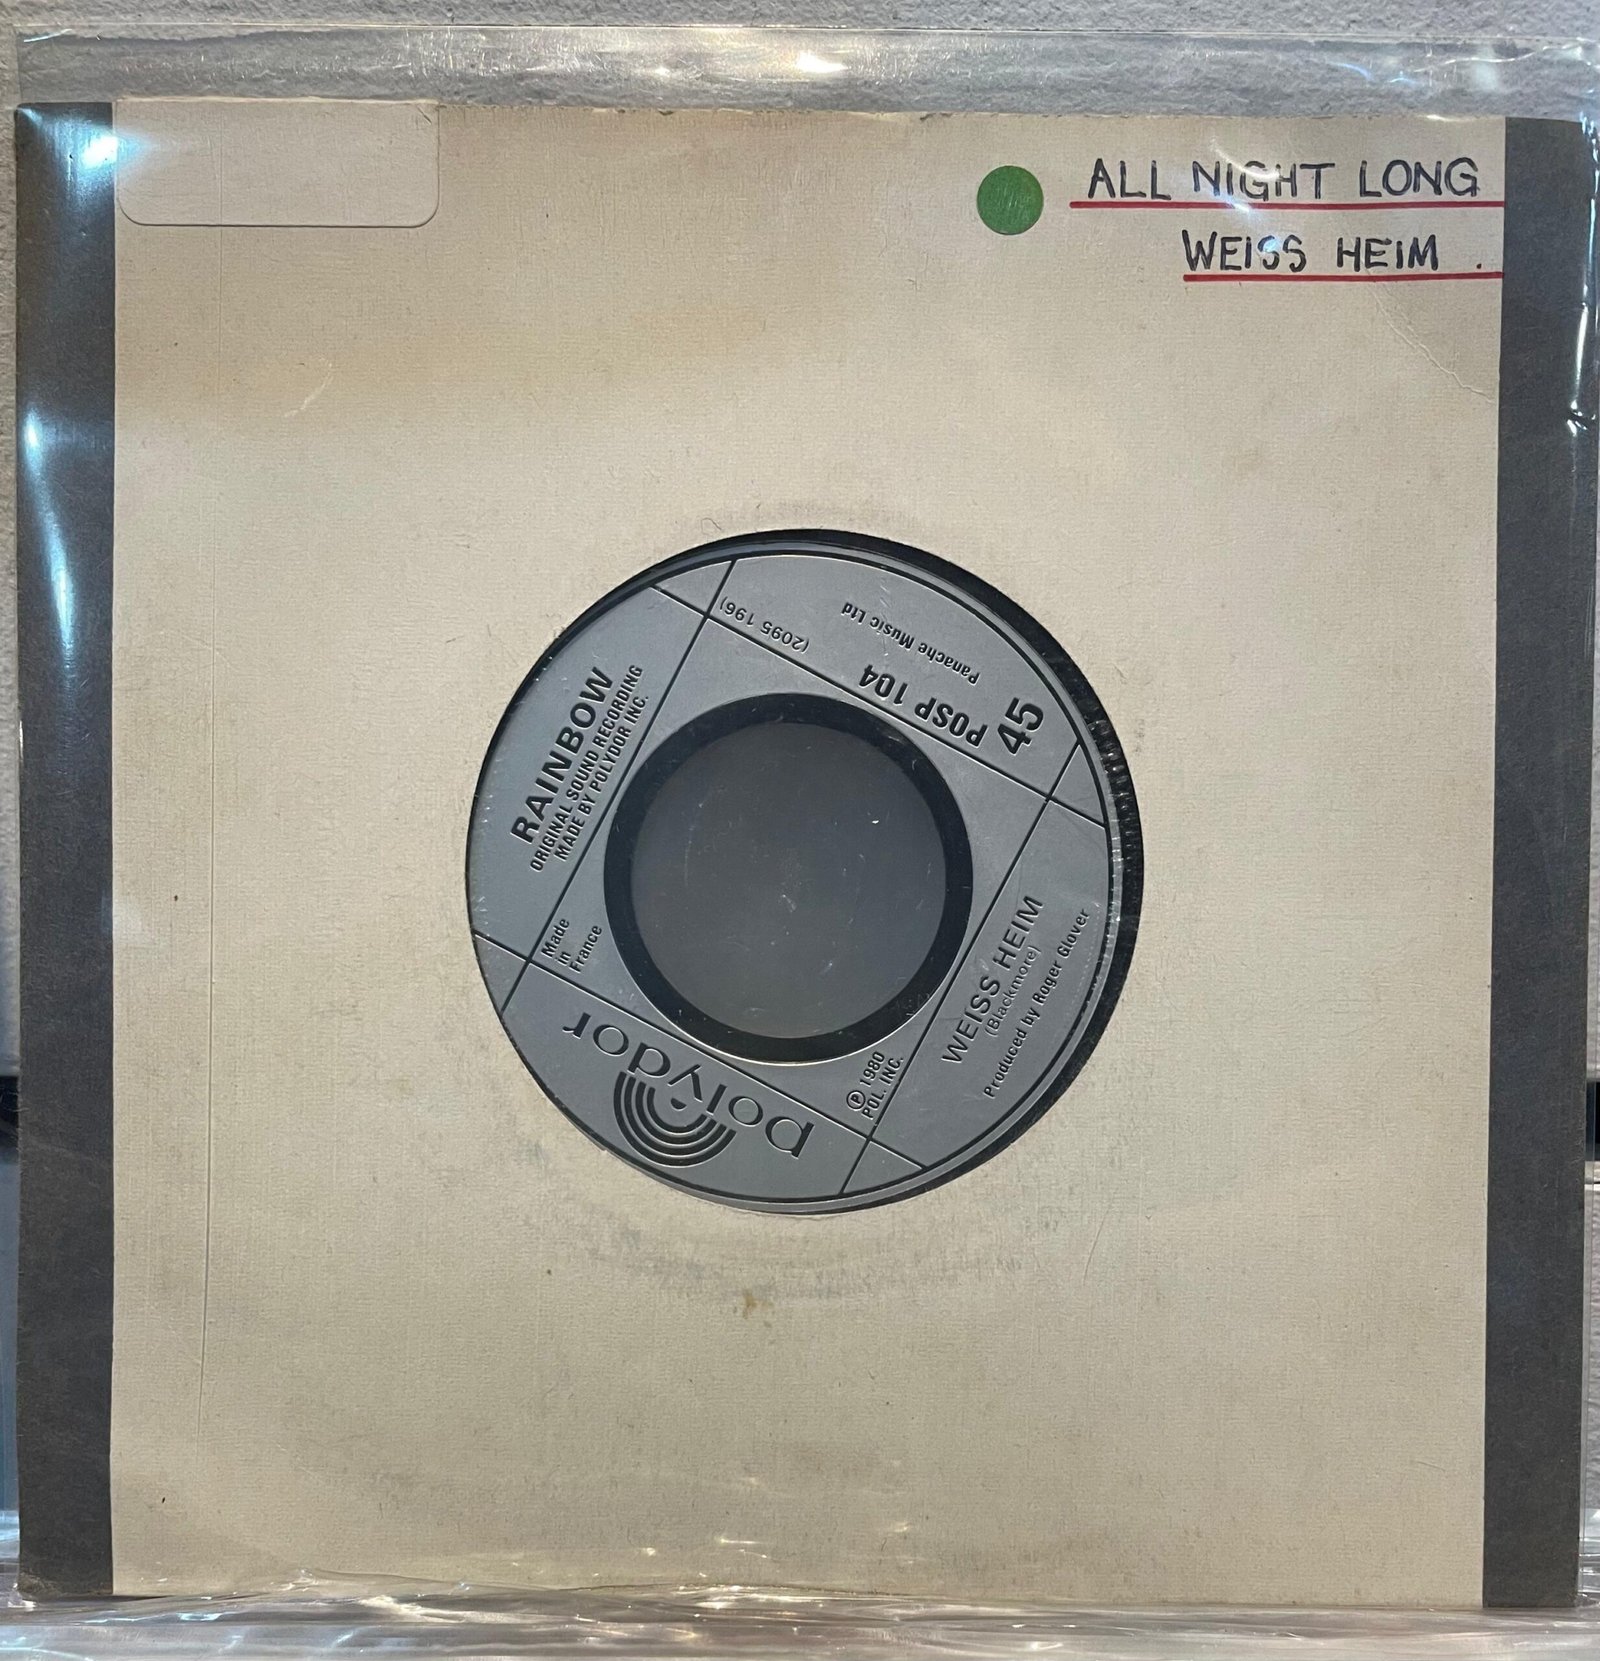 ALL NIGHT LONG
WEISS HEIM .
RAINBOW
ORIGINAL SOUND RECORDING
MADE BY POLYDOR INC.
(2095 196)
Panache Music Ltd
POSP 104
45
Made
in
France
polydor
℗ 1980
POL. INC.
WEISS HEIM
(Blackmore)
Produced by Roger Glover